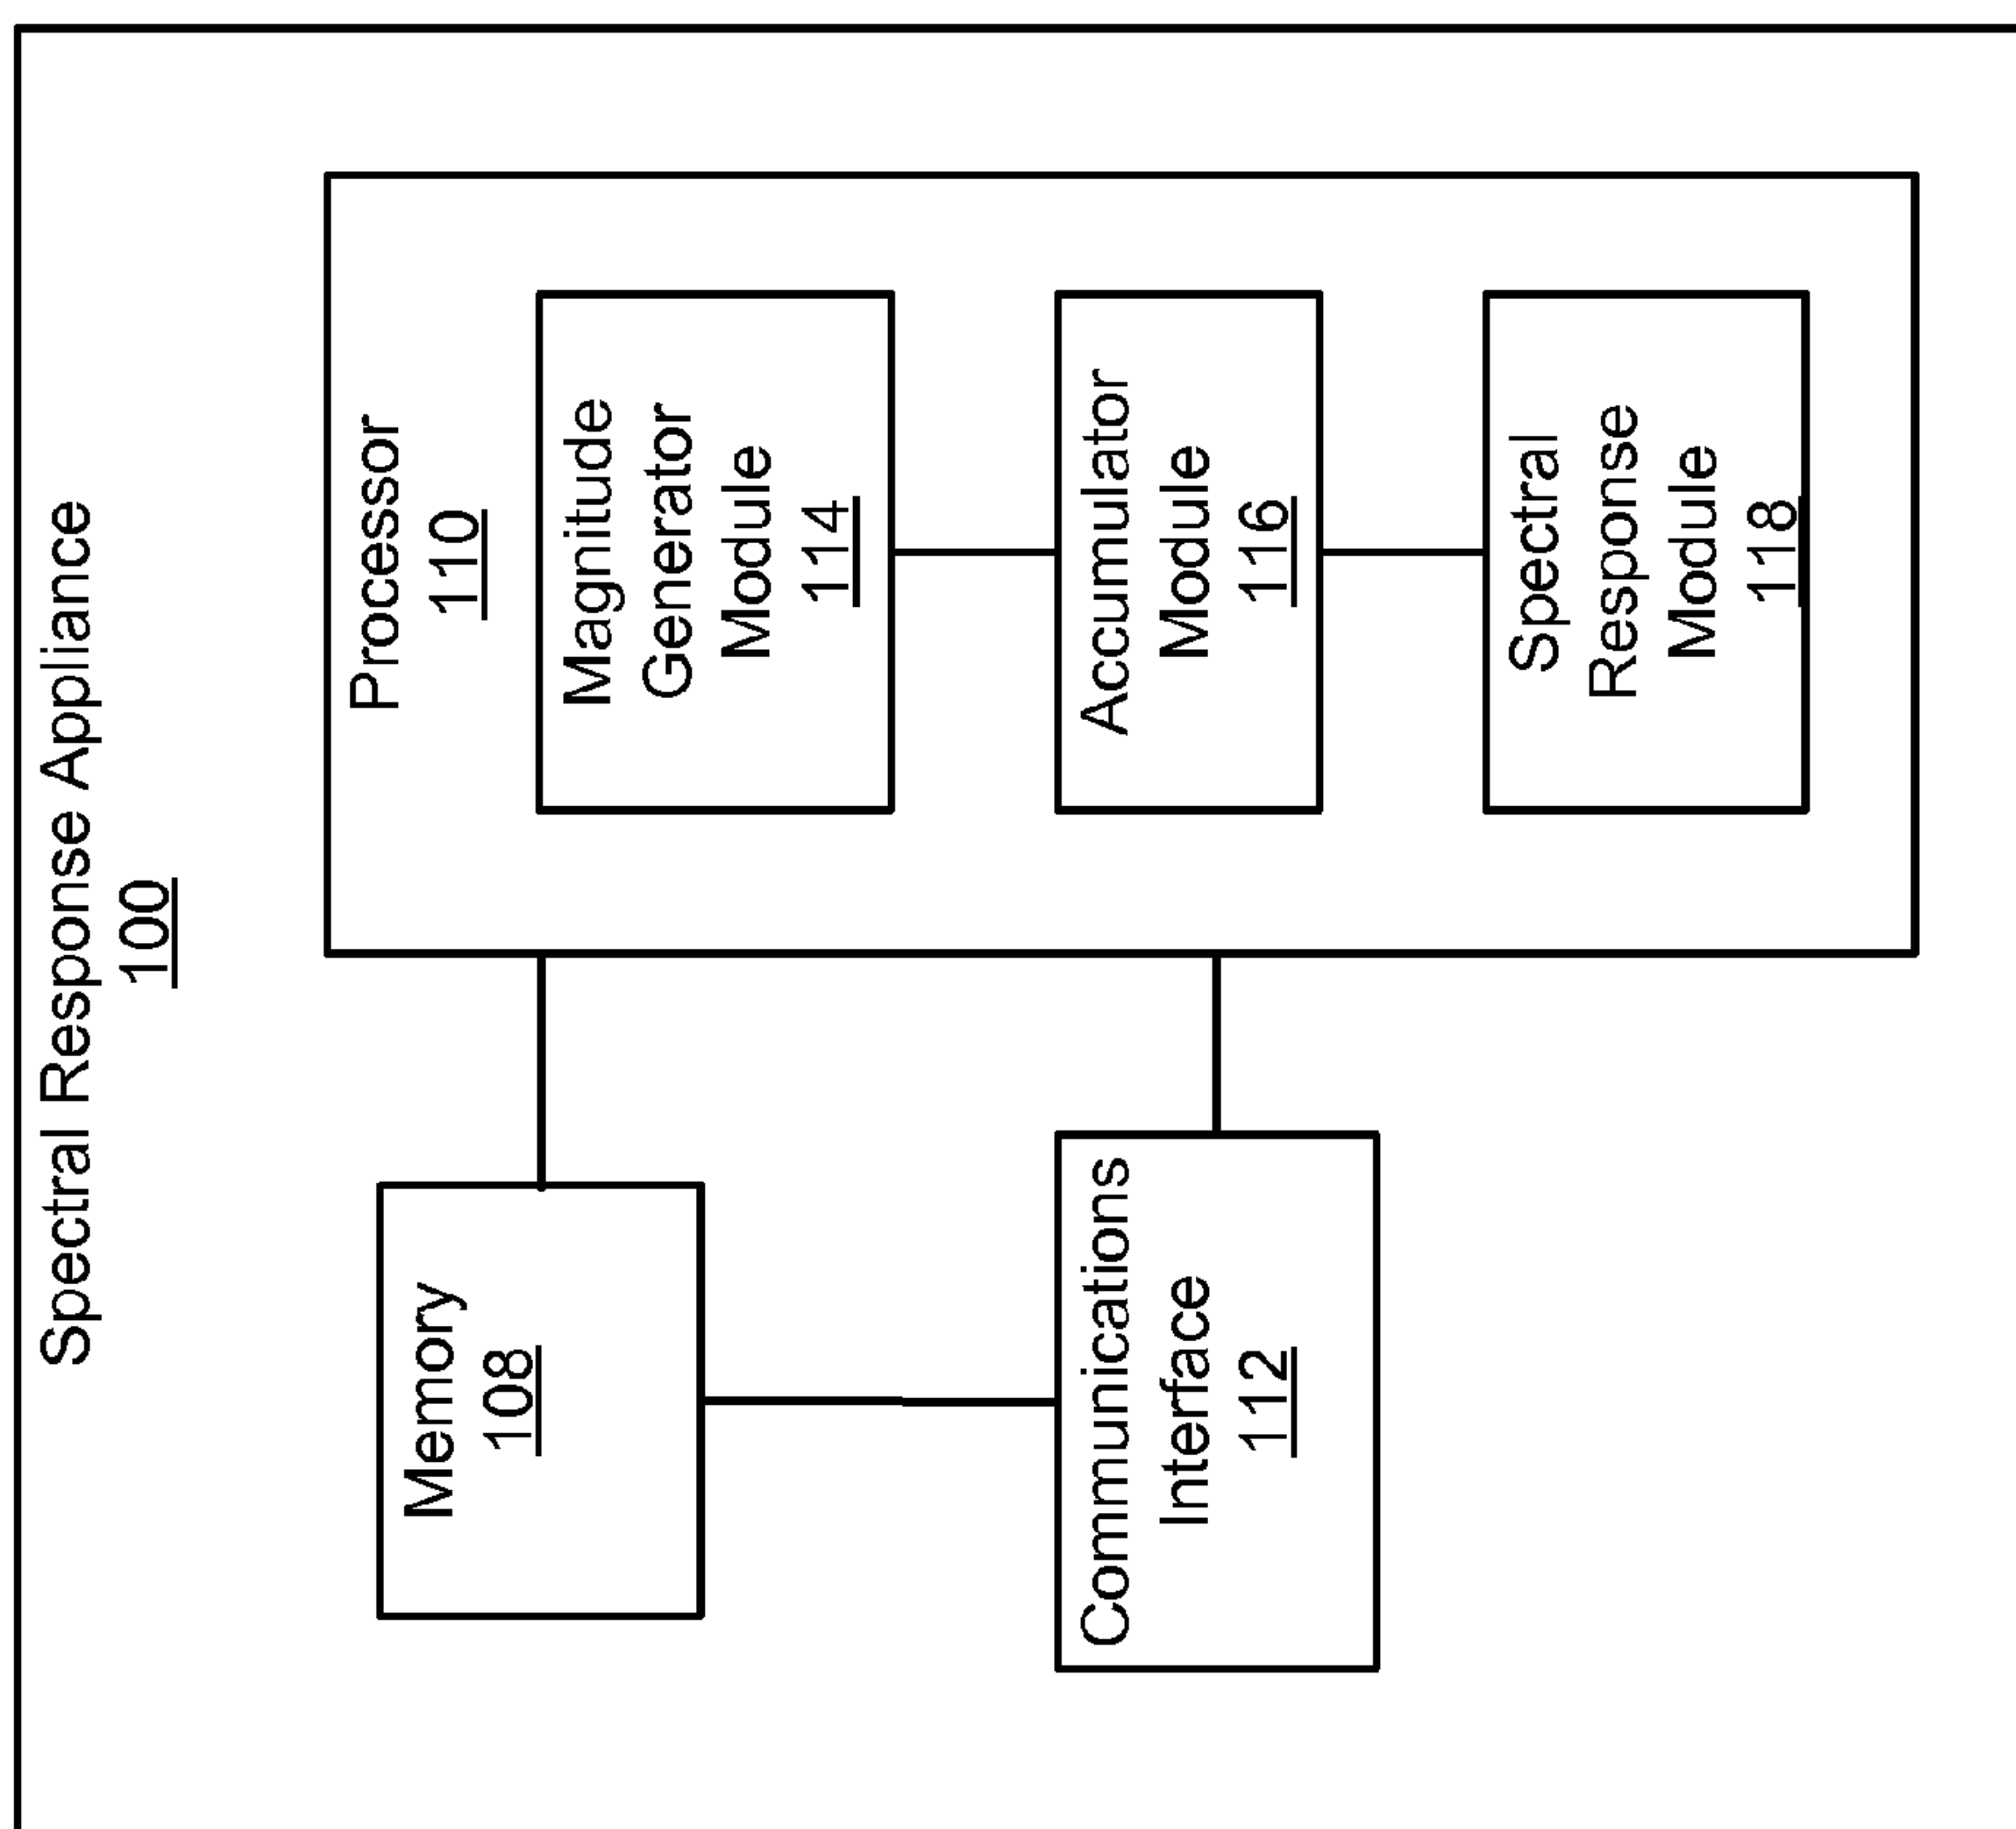 Spectral Response Appliance
100
Memory
108
Processor
110
Magnitude
Generator
Module
114
Communications
Interface
112
Accumulator
Module
116
Spectral
Response
Module
118